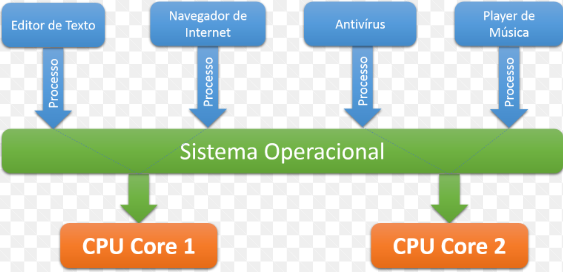 Editor de Texto
Navegador de
Internet
Antivírus
Player de
Música
Processo
Processo
Processo
Processo
Sistema Operacional
CPU Core 1
CPU Core 2